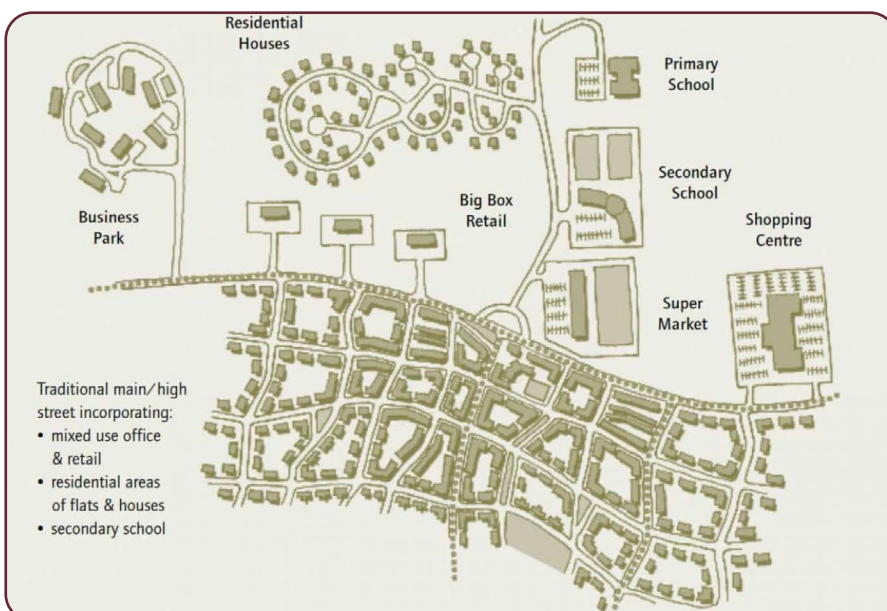 Residential
Houses
Primary
School
Secondary
School
Big Box
Retail
Business
Park
Shopping
Centre
Super
Market
Traditional main/high
street incorporating:
• mixed use office
& retail
• residential areas
of flats & houses
• secondary school